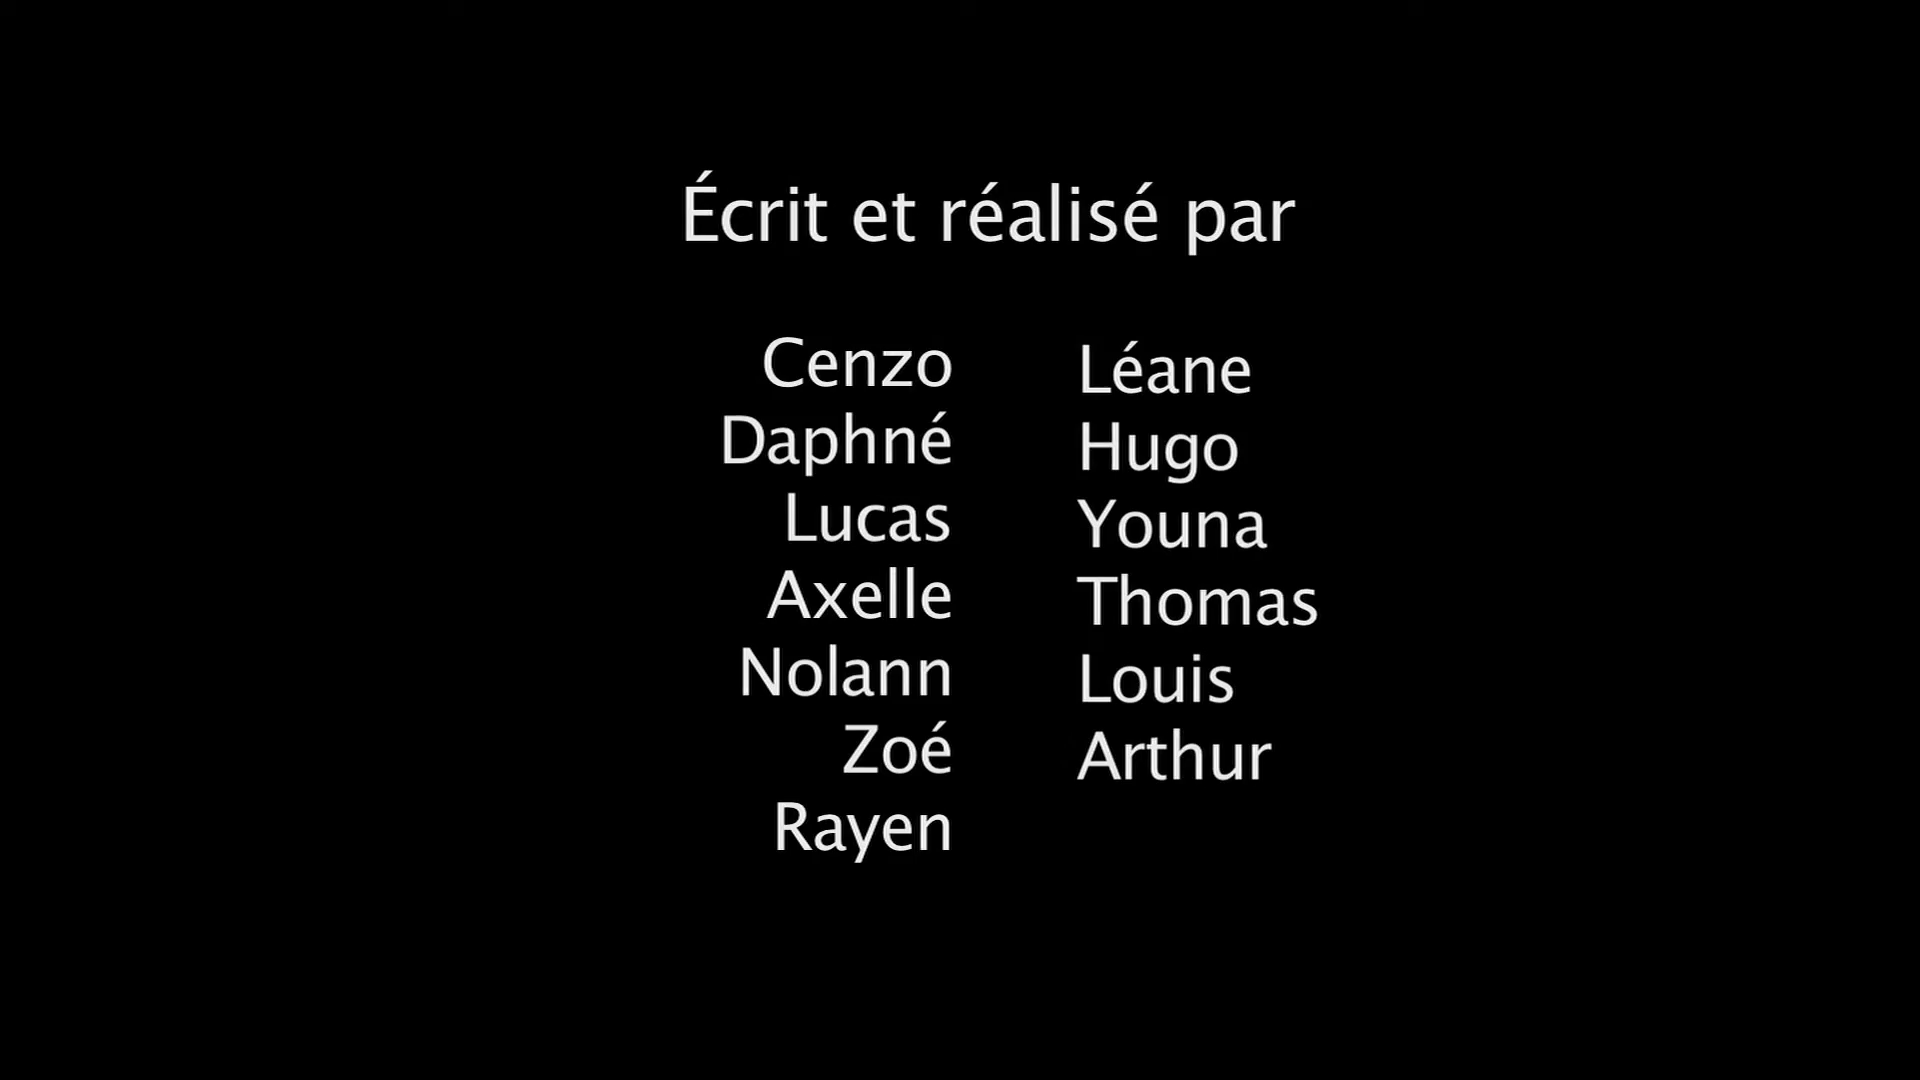 Écrit et réalisé par
Cenzo
Daphné
Lucas
Axelle
Nolann
Zoé
Rayen
Léane
Hugo
Youna
Thomas
Louis
Arthur